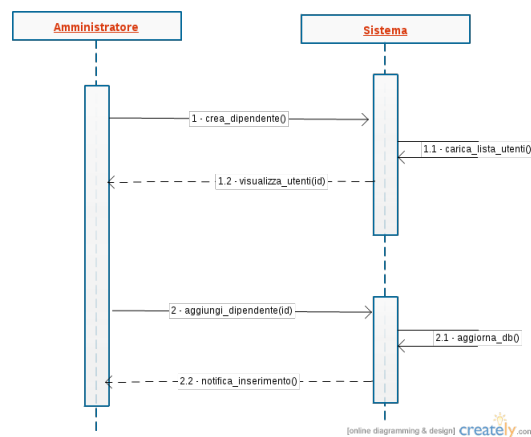 Amministratore
Sistema
1 - crea_dipendente()
1.1 - carica_lista_utenti()
1.2 - visualizza_utenti(id)
2 - aggiungi_dipendente(id)
2.1 - aggiorna_db()
2.2 - notifica_inserimento()
[online diagramming & design] creately.com